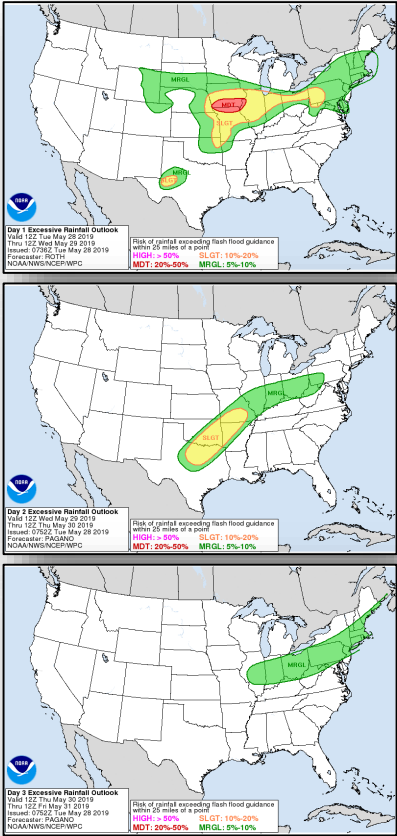 MRGL
MDT
SLGT
MRGL
SLGT
NOAA
Day 1 Excessive Rainfall Outlook
Valid 12Z Tue May 28 2019
Thru 12Z Wed May 29 2019
Issued: 0736Z Tue May 28 2019
Forecaster: ROTH
NOAA/NWS/NCEP/WPC
Risk of rainfall exceeding flash flood guidance
within 25 miles of a point
HIGH: > 50% SLGT: 10%-20%
MDT: 20%-50% MRGL: 5%-10%
MRGL
SLGT
NOAA
Day 2 Excessive Rainfall Outlook
Valid 12Z Wed May 29 2019
Thru 12Z Thu May 30 2019
Issued: 0752Z Tue May 28 2019
Forecaster: PAGANO
NOAA/NWS/NCEP/WPC
Risk of rainfall exceeding flash flood guidance
within 25 miles of a point
HIGH: > 50% SLGT: 10%-20%
MDT: 20%-50% MRGL: 5%-10%
MRGL
NOAA
Day 3 Excessive Rainfall Outlook
Valid 12Z Thu May 30 2019
Thru 12Z Fri May 31 2019
Issued: 0752Z Tue May 28 2019
Forecaster: PAGANO
NOAA/NWS/NCEP/WPC
Risk of rainfall exceeding flash flood guidance
within 25 miles of a point
HIGH: > 50% SLGT: 10%-20%
MDT: 20%-50% MRGL: 5%-10%